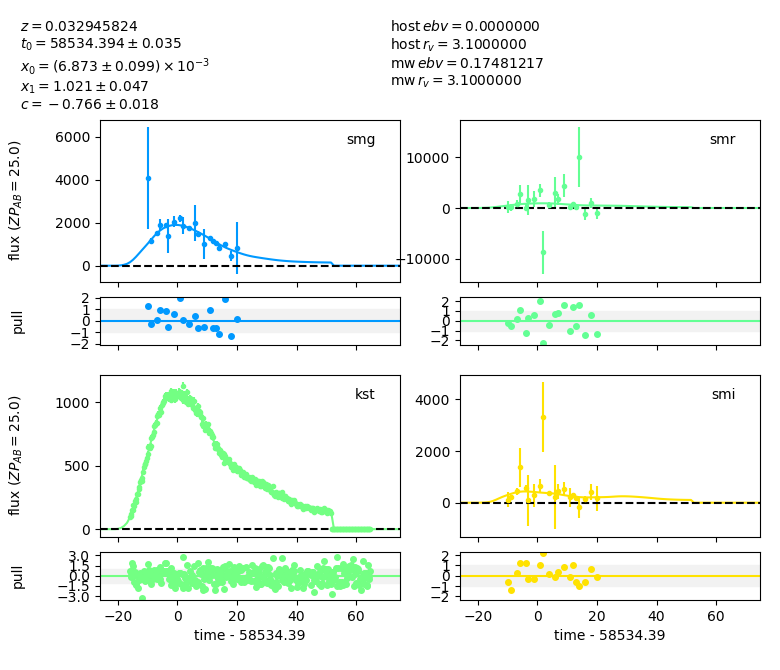 z = 0.032945824
t0 = 58534.394 ± 0.035
x0 = (6.873 ± 0.099) × 10⁻³
x1 = 1.021 ± 0.047
c = −0.766 ± 0.018
host ebv = 0.0000000
host r_v = 3.1000000
mw ebv = 0.17481217
mw r_v = 3.1000000
flux (ZP_AB = 25.0)
6000
4000
2000
0
smg
10000
0
−10000
smr
pull
2
1
0
−1
−2
2
1
0
−1
−2
flux (ZP_AB = 25.0)
1000
500
0
kst
4000
2000
0
smi
pull
3.0
1.5
0.0
−1.5
−3.0
2
1
0
−1
−2
−20 0 20 40 60
−20 0 20 40 60
time - 58534.39
time - 58534.39